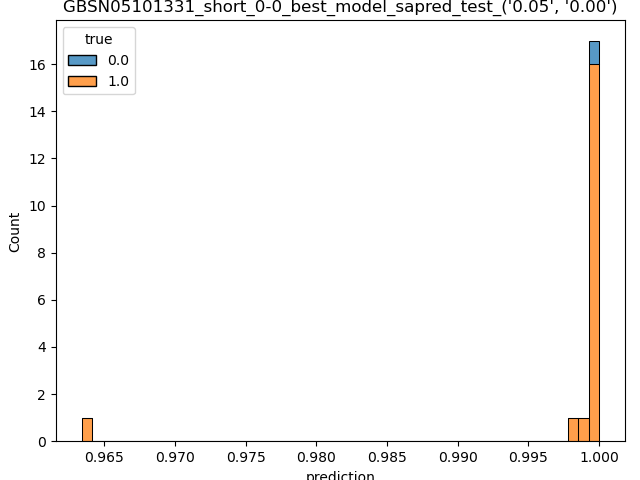 GBSN05101331_short_0-0_best_model_sapred_test_('0.05', '0.00')
true
0.0
1.0
16
14
12
10
8
6
4
2
0
Count
0.965 0.970 0.975 0.980 0.985 0.990 0.995 1.000
prediction